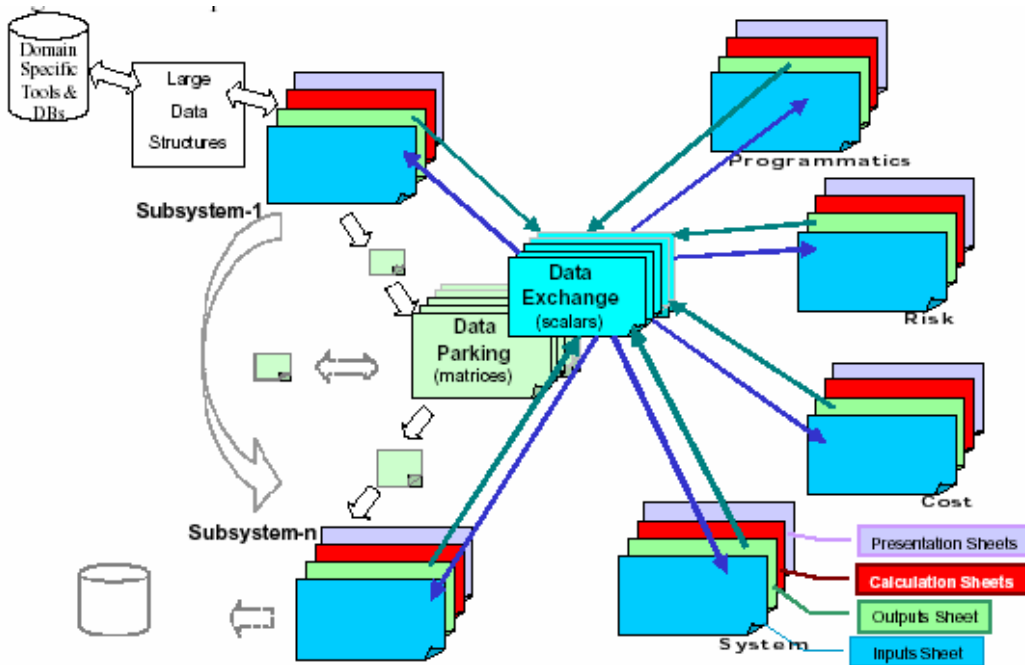 Domain
Specific
Tools &
DBs
Large
Data
Structures
Programmatics
Subsystem-1
Data
Exchange
(scalars)
Risk
Data
Parking
(matrices)
Cost
Subsystem-n
System
Presentation Sheets
Calculation Sheets
Outputs Sheet
Inputs Sheet